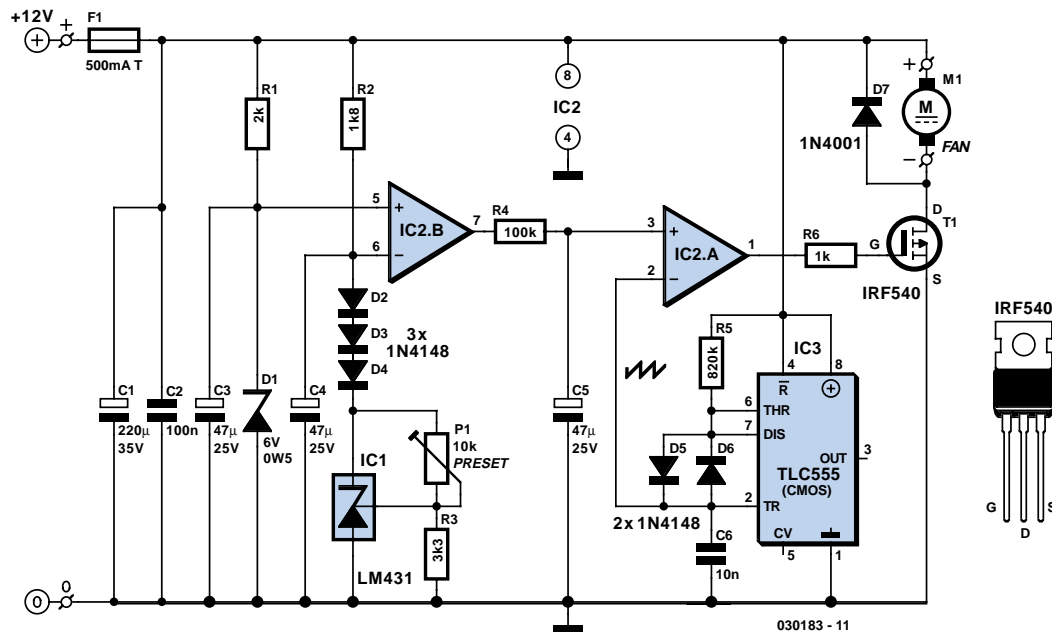 +12V
+
F1
500mA T
R1
2k
R2
1k8
8
IC2
4
D7
1N4001
+
M1
M
FAN
–
5
+
IC2.B
7
6
–
R4
100k
3
+
IC2.A
1
2
–
R6
1k
D
T1
G
S
IRF540
D2
D3
D4
3x
1N4148
R5
820k
IC3
4
8
R
6
THR
7
DIS
TLC555
(CMOS)
OUT
3
2
TR
CV
5
1
D5
D6
2x 1N4148
C6
10n
IRF540
G
D
S
C1
220µ
35V
C2
100n
C3
47µ
25V
D1
6V
0W5
C4
47µ
25V
IC1
P1
10k
PRESET
R3
3k3
LM431
C5
47µ
25V
0
0
030183 - 11